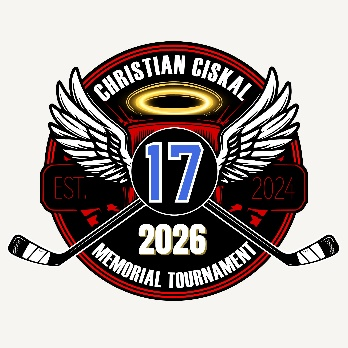 CHRISTIAN CISKAL
17
EST. 2024
2026
MEMORIAL TOURNAMENT